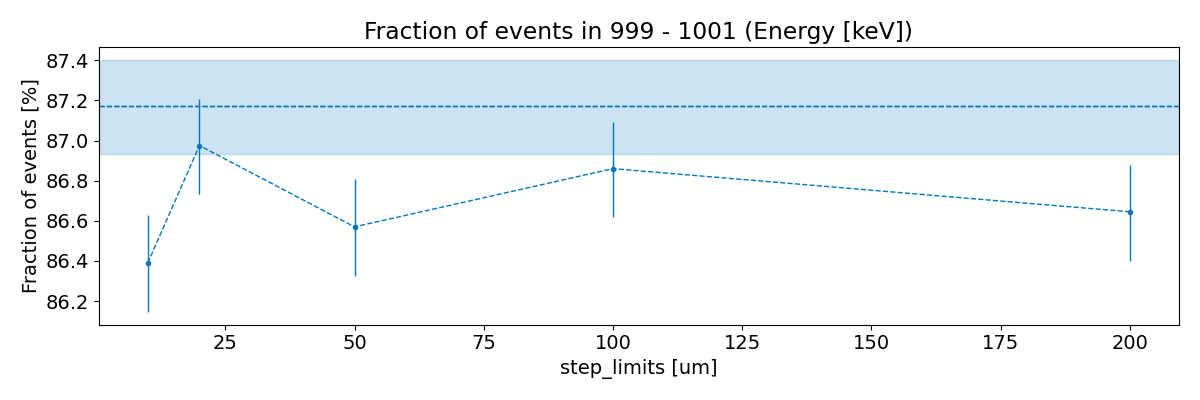 Fraction of events in 999 - 1001 (Energy [keV])
Fraction of events [%]
87.4
87.2
87.0
86.8
86.6
86.4
86.2
25 50 75 100 125 150 175 200
step_limits [um]